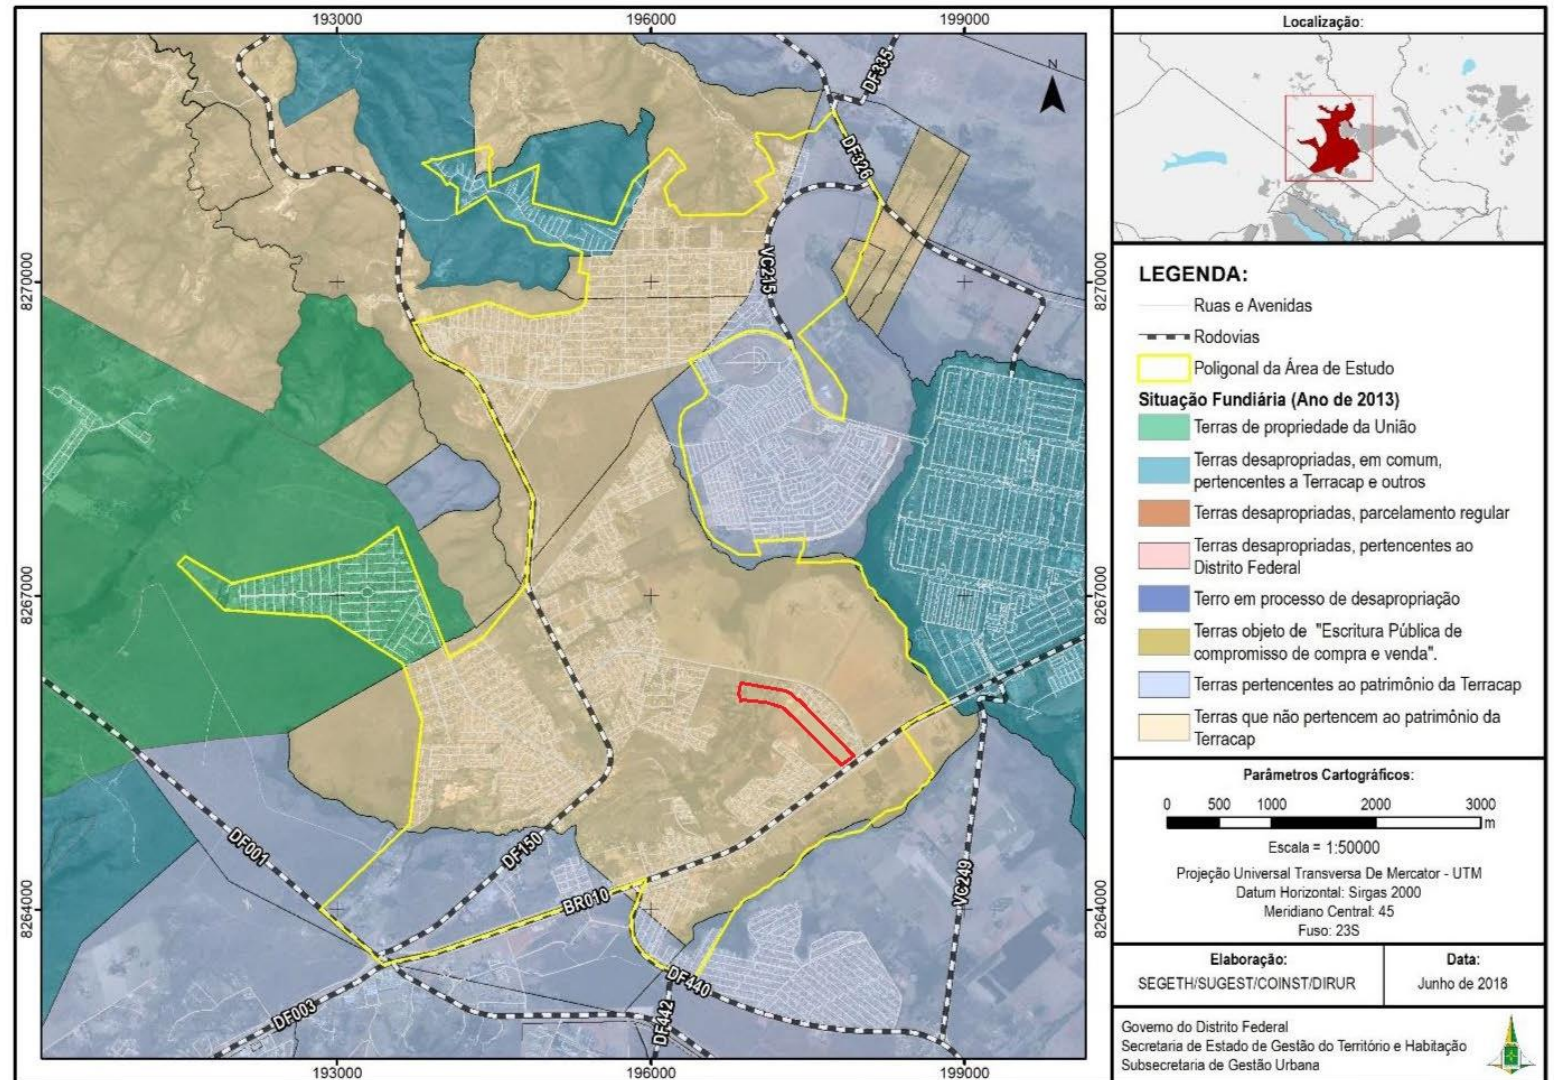 193000
196000
199000
8270000
8267000
8264000
8270000
8267000
8264000
193000
196000
199000
N
DF335
DF326
VC215
DF001
DF150
BR010
DF003
DF440
DF442
VC249
Localização:
LEGENDA:
Ruas e Avenidas
Rodovias
Poligonal da Área de Estudo
Situação Fundiária (Ano de 2013)
Terras de propriedade da União
Terras desapropriadas, em comum,
pertencentes a Terracap e outros
Terras desapropriadas, parcelamento regular
Terras desapropriadas, pertencentes ao
Distrito Federal
Terro em processo de desapropriação
Terras objeto de "Escritura Pública de
compromisso de compra e venda".
Terras pertencentes ao patrimônio da Terracap
Terras que não pertencem ao patrimônio da
Terracap
Parâmetros Cartográficos:
0 500 1000 2000 3000
m
Escala = 1:50000
Projeção Universal Transversa De Mercator - UTM
Datum Horizontal: Sirgas 2000
Meridiano Central: 45
Fuso: 23S
Elaboração:
SEGETH/SUGEST/COINST/DIRUR
Data:
Junho de 2018
Governo do Distrito Federal
Secretaria de Estado de Gestão do Território e Habitação
Subsecretaria de Gestão Urbana